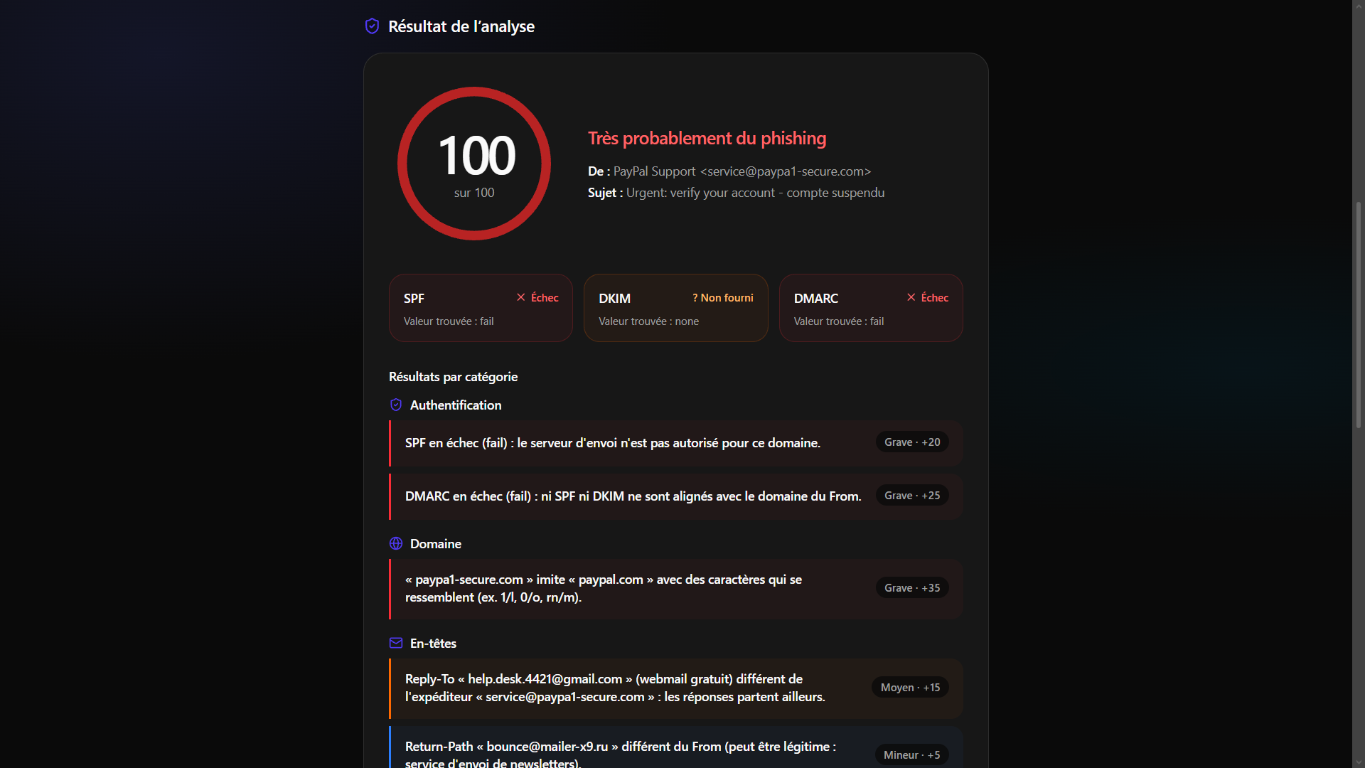 Résultat de l'analyse
100
sur 100
Très probablement du phishing
De : PayPal Support <service@paypa1-secure.com>
Sujet : Urgent: verify your account - compte suspendu
SPF
× Échec
Valeur trouvée : fail
DKIM
? Non fourni
Valeur trouvée : none
DMARC
× Échec
Valeur trouvée : fail
Résultats par catégorie
Authentification
SPF en échec (fail) : le serveur d'envoi n'est pas autorisé pour ce domaine.
Grave · +20
DMARC en échec (fail) : ni SPF ni DKIM ne sont alignés avec le domaine du From.
Grave · +25
Domaine
« paypa1-secure.com » imite « paypal.com » avec des caractères qui se
ressemblent (ex. 1/l, 0/o, rn/m).
Grave · +35
En-têtes
Reply-To « help.desk.4421@gmail.com » (webmail gratuit) différent de
l'expéditeur « service@paypa1-secure.com » : les réponses partent ailleurs.
Moyen · +15
Return-Path « bounce@mailer-x9.ru » différent du From (peut être légitime :
service d'envoi de newsletters).
Mineur · +5